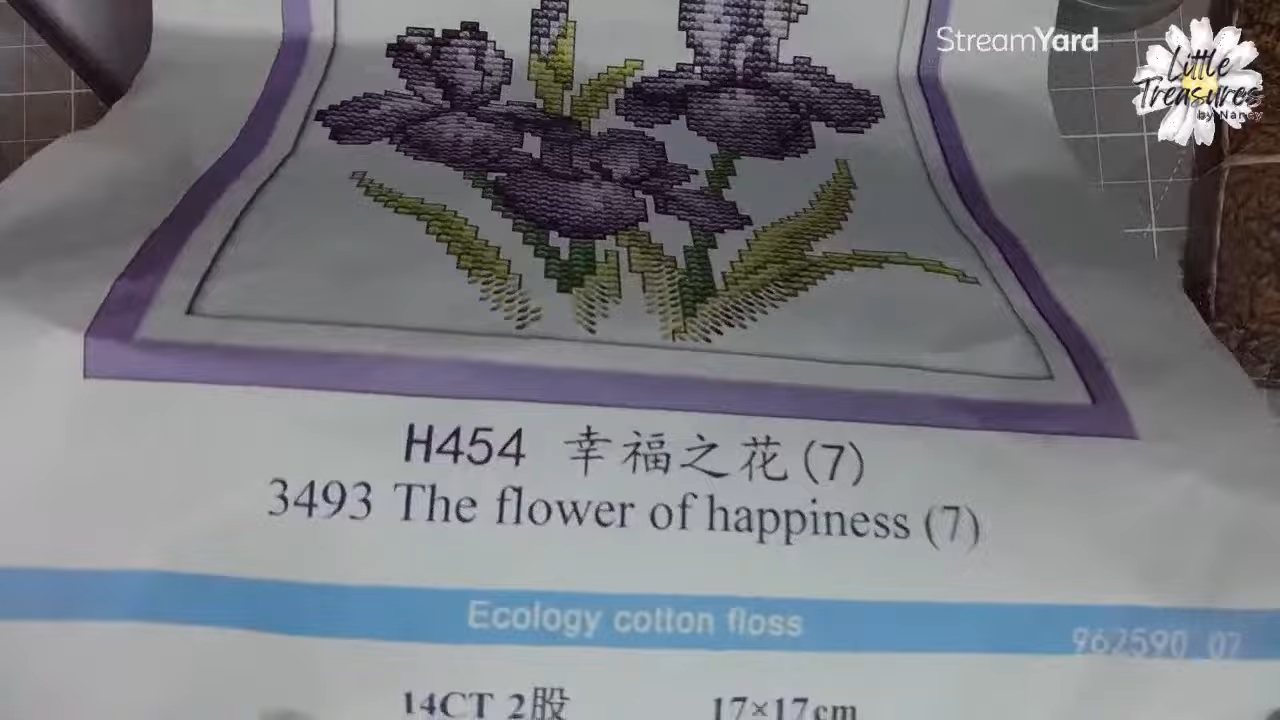 StreamYard
Little
Treasures
by Nancy
H454 幸福之花(7)
3493 The flower of happiness (7)
Ecology cotton floss
962590 07
14CT 2股 17×17cm